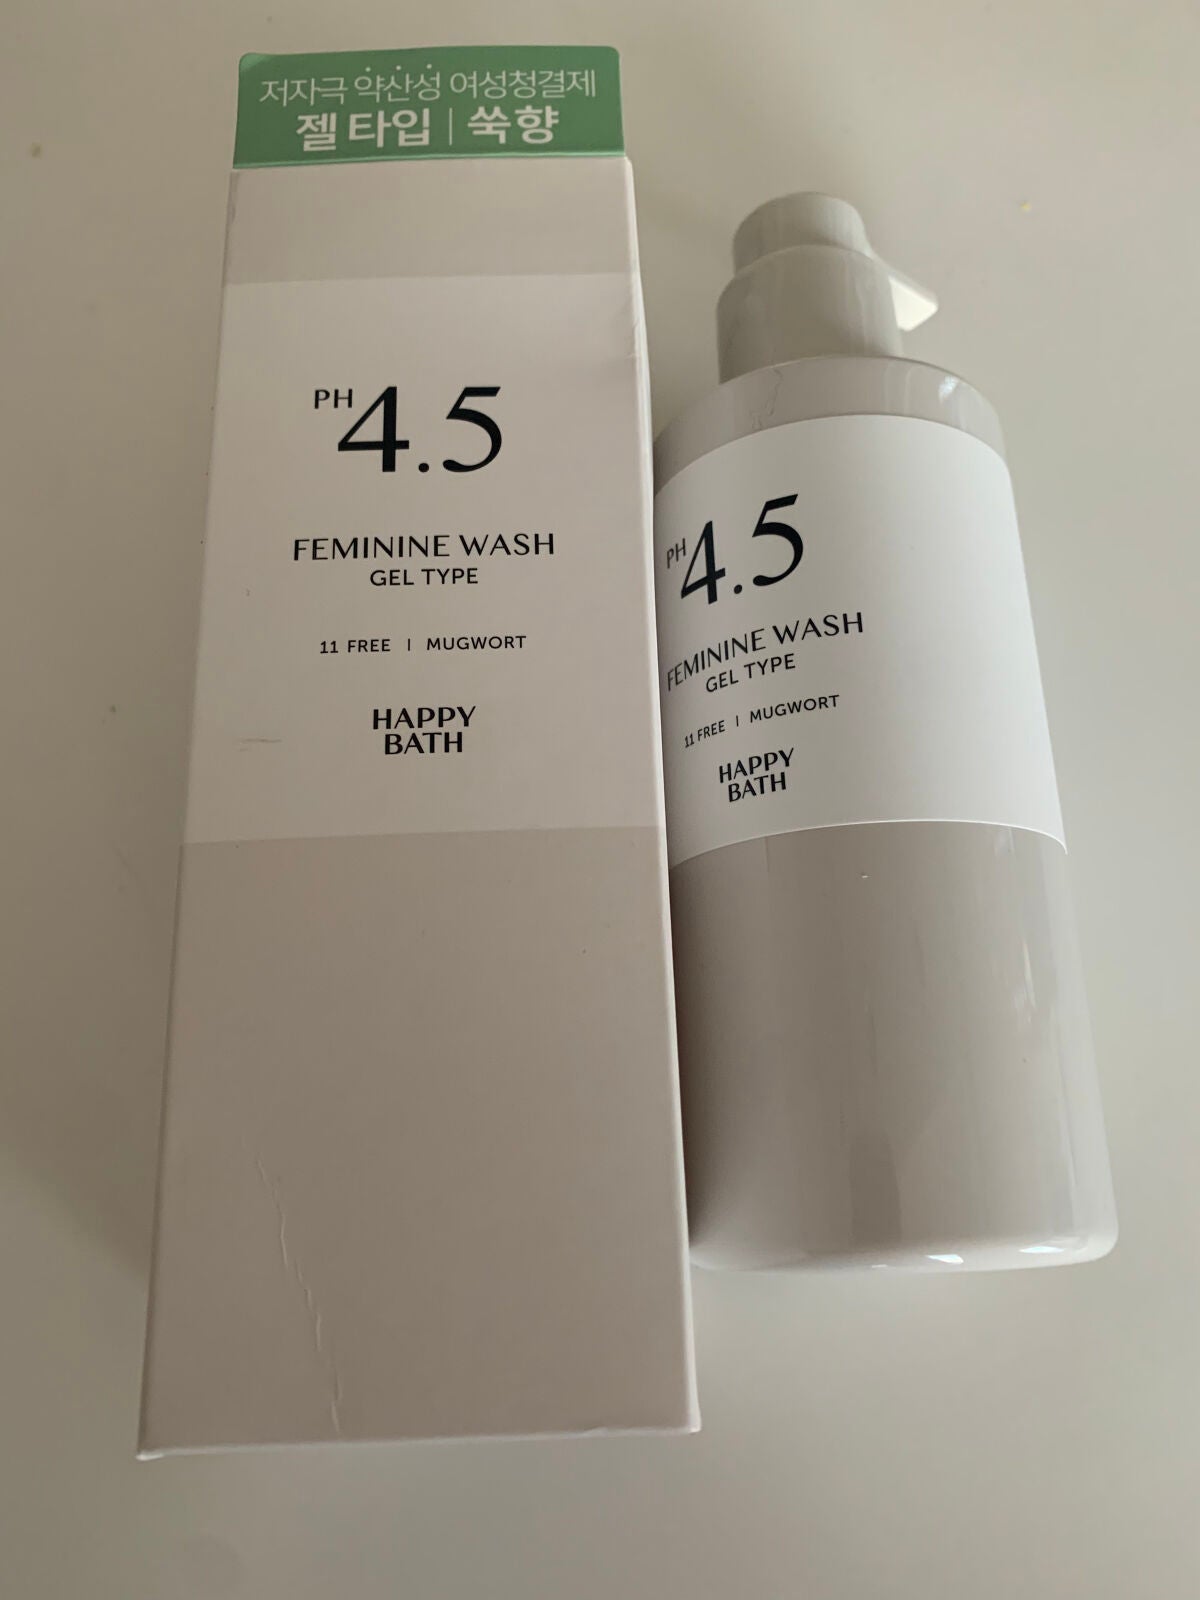 저자극 약산성 여성청결제
젤 타입 | 쑥향
PH 4.5
FEMININE WASH
GEL TYPE
11 FREE | MUGWORT
HAPPY
BATH
PH 4.5
FEMININE WASH
GEL TYPE
11 FREE | MUGWORT
HAPPY
BATH